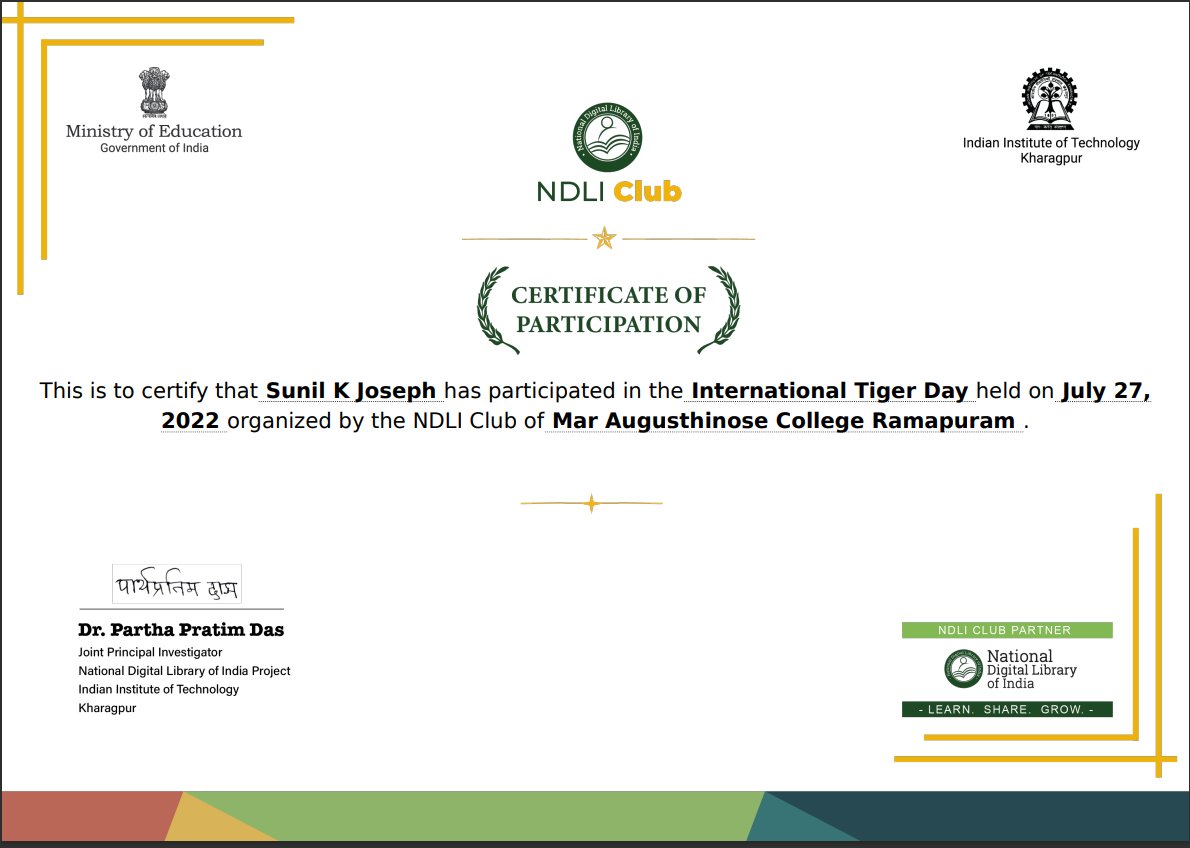 Ministry of Education
Government of India
National Digital Library of India
NDLI Club
Indian Institute of Technology
Kharagpur
CERTIFICATE OF
PARTICIPATION
This is to certify that Sunil K Joseph has participated in the International Tiger Day held on July 27,
2022 organized by the NDLI Club of Mar Augusthinose College Ramapuram .
पार्थप्रतिम दास
Dr. Partha Pratim Das
Joint Principal Investigator
National Digital Library of India Project
Indian Institute of Technology
Kharagpur
NDLI CLUB PARTNER
National
Digital Library
of India
- LEARN. SHARE. GROW. -